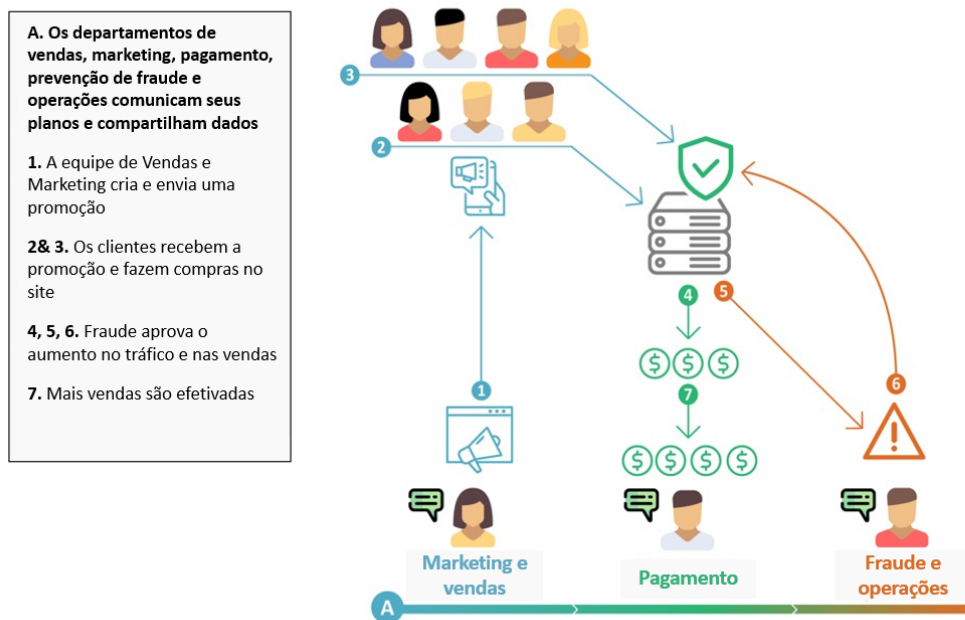 A. Os departamentos de
vendas, marketing, pagamento,
prevenção de fraude e
operações comunicam seus
planos e compartilham dados
1. A equipe de Vendas e
Marketing cria e envia uma
promoção
2& 3. Os clientes recebem a
promoção e fazem compras no
site
4, 5, 6. Fraude aprova o
aumento no tráfico e nas vendas
7. Mais vendas são efetivadas
3
2
4
5
$ $ $
1
7
6
$ $ $ $
Marketing e
vendas
Pagamento
Fraude e
operações
A